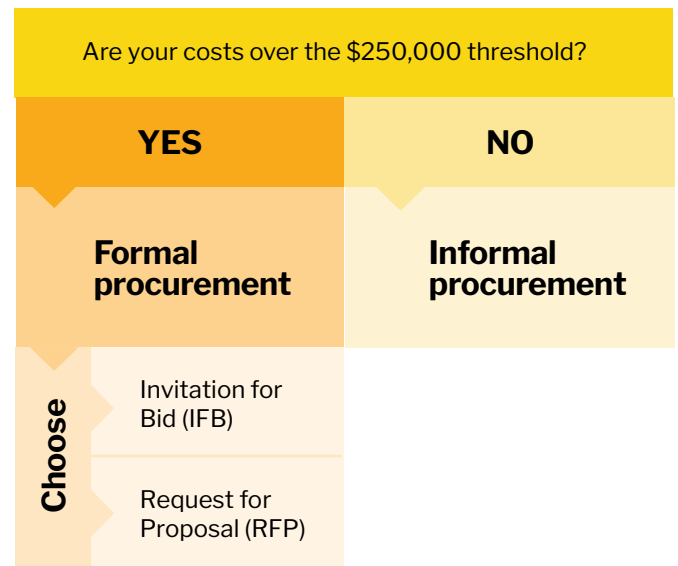 Are your costs over the $250,000 threshold?
YES
NO
Formal
procurement
Informal
procurement
Choose
Invitation for
Bid (IFB)
Request for
Proposal (RFP)